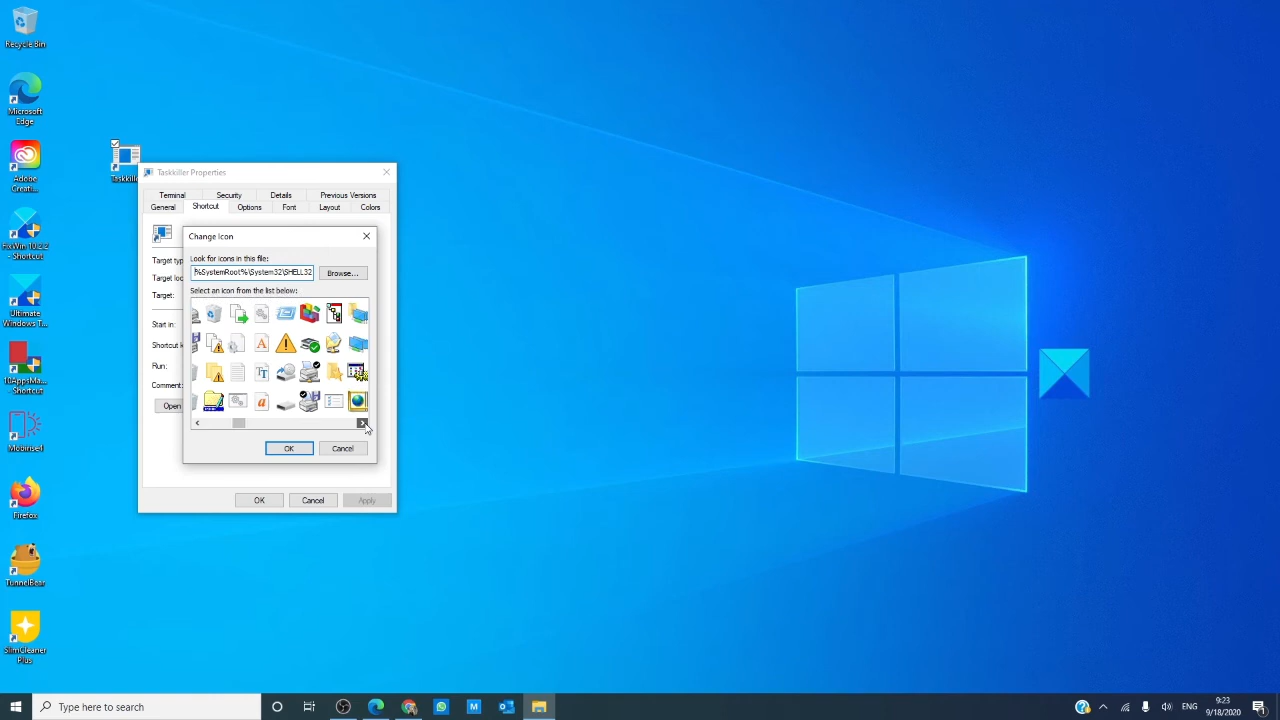 Recycle Bin
Microsoft
Edge
Adobe
Creati...
FixWin 10.2.2
- Shortcut
Ultimate
Windows T...
10AppsMa...
- Shortcut
Mobirise4
Firefox
TunnelBear
SlimCleaner
Plus
Taskkiller
Taskkiller Properties
Terminal Security Details Previous Versions
General Shortcut Options Font Layout Colors
Target typ
Target loc
Target:
Start in:
Shortcut k
Run:
Comment:
Open
Change Icon
Look for icons in this file:
%SystemRoot%\System32\SHELL32
Browse...
Select an icon from the list below:
OK Cancel
OK Cancel Apply
Type here to search
ENG
9:23
9/18/2020